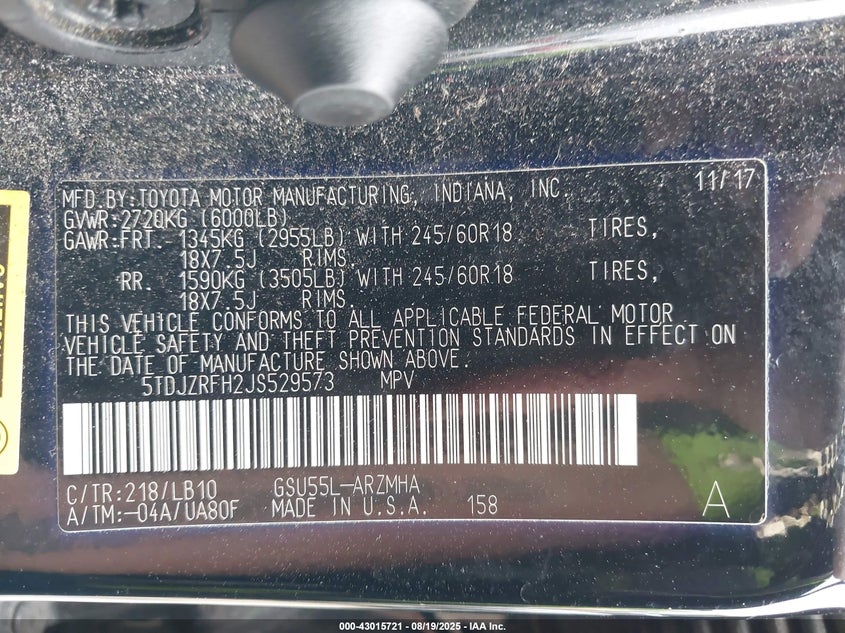 MFD.BY:TOYOTA MOTOR MANUFACTURING, INDIANA, INC. 11/17
GVWR:2720KG (6000LB)
GAWR:FRT. 1345KG (2955LB) WITH 245/60R18 TIRES,
18X7.5J RIMS.
RR. 1590KG (3505LB) WITH 245/60R18 TIRES,
18X7.5J RIMS.
THIS VEHICLE CONFORMS TO ALL APPLICABLE FEDERAL MOTOR
VEHICLE SAFETY AND THEFT PREVENTION STANDARDS IN EFFECT ON
THE DATE OF MANUFACTURE SHOWN ABOVE.
5TDJZRFH2JS529573 MPV
C/TR:218/LB10 GSU55L-ARZMHA
A/TM:-04A/UA80F MADE IN U.S.A. 158 A
000-43015721 - 08/19/2025 - IAA Inc.